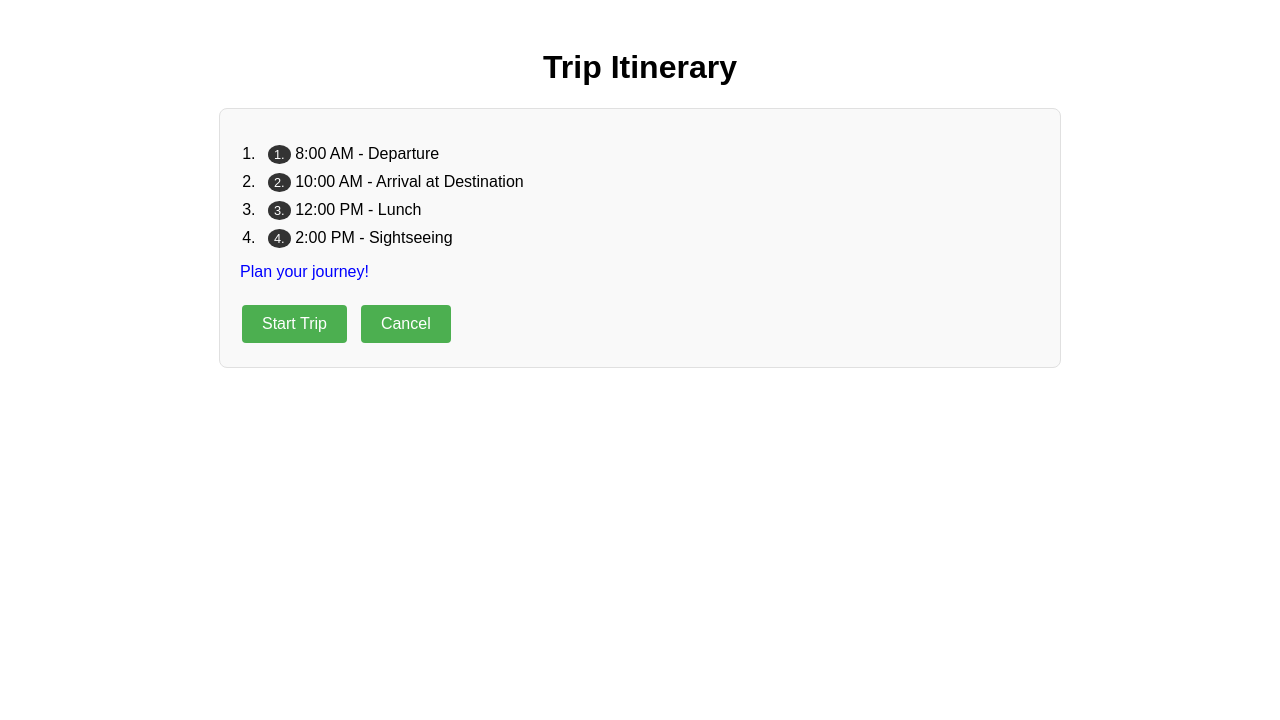 Trip Itinerary
1. 1. 8:00 AM - Departure
2. 2. 10:00 AM - Arrival at Destination
3. 3. 12:00 PM - Lunch
4. 4. 2:00 PM - Sightseeing
Plan your journey!
Start Trip Cancel